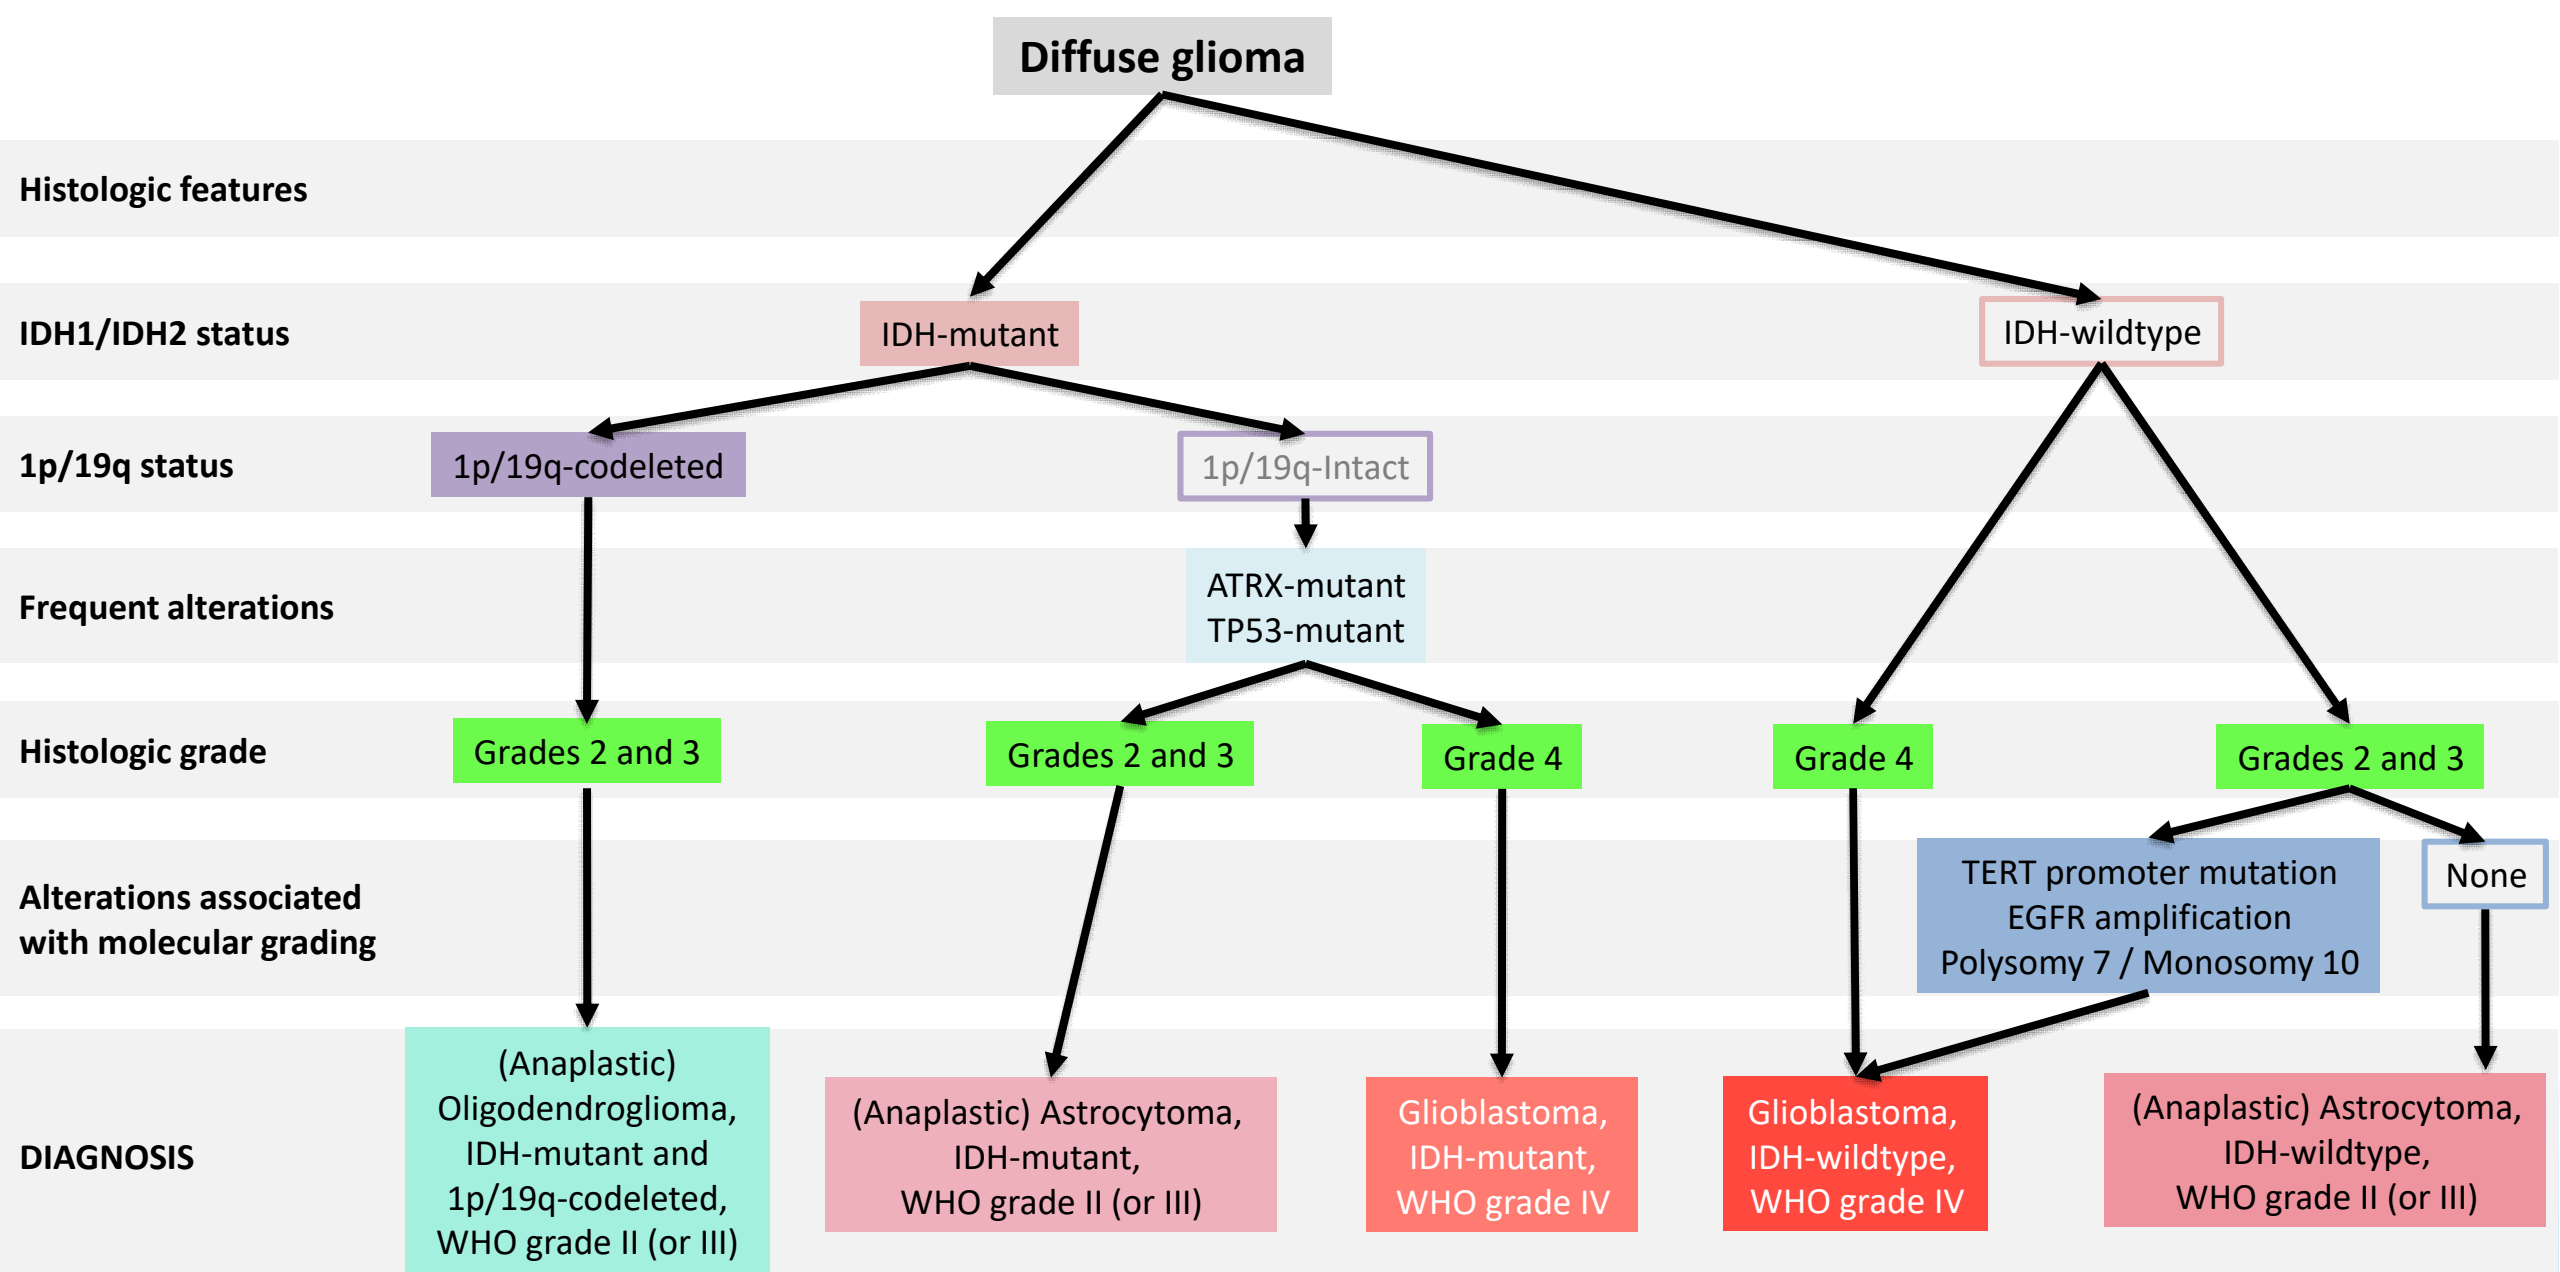 Diffuse glioma
Histologic features
IDH1/IDH2 status
IDH-mutant
IDH-wildtype
1p/19q status
1p/19q-codeleted
1p/19q-Intact
Frequent alterations
ATRX-mutant
TP53-mutant
Histologic grade
Grades 2 and 3
Grades 2 and 3
Grade 4
Grade 4
Grades 2 and 3
Alterations associated
with molecular grading
TERT promoter mutation
EGFR amplification
Polysomy 7 / Monosomy 10
None
DIAGNOSIS
(Anaplastic)
Oligodendroglioma,
IDH-mutant and
1p/19q-codeleted,
WHO grade II (or III)
(Anaplastic) Astrocytoma,
IDH-mutant,
WHO grade II (or III)
Glioblastoma,
IDH-mutant,
WHO grade IV
Glioblastoma,
IDH-wildtype,
WHO grade IV
(Anaplastic) Astrocytoma,
IDH-wildtype,
WHO grade II (or III)